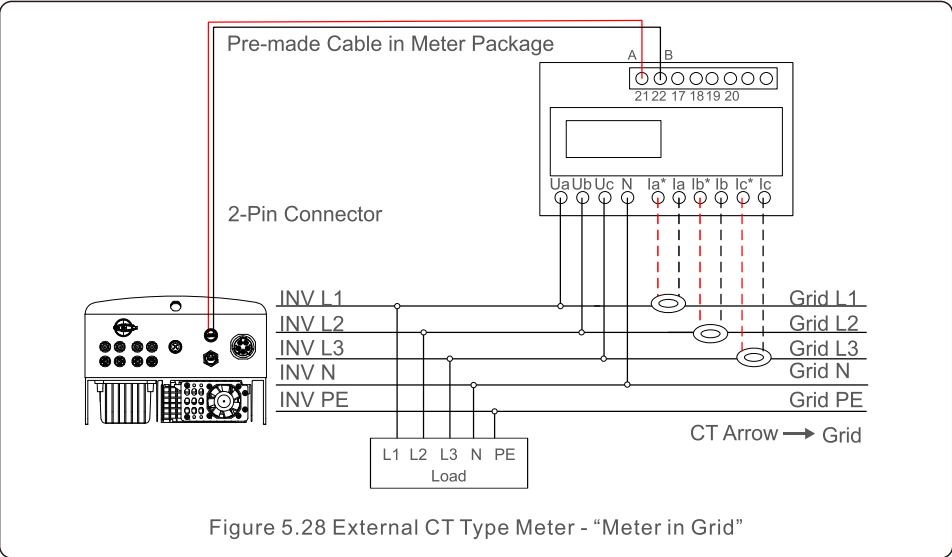 Pre-made Cable in Meter Package
A B
21 22 17 18 19 20
Ua Ub Uc N Ia* Ia Ib* Ib Ic* Ic
2-Pin Connector
INV L1 Grid L1
INV L2 Grid L2
INV L3 Grid L3
INV N Grid N
INV PE Grid PE
CT Arrow → Grid
L1 L2 L3 N PE
Load
Figure 5.28 External CT Type Meter - “Meter in Grid”